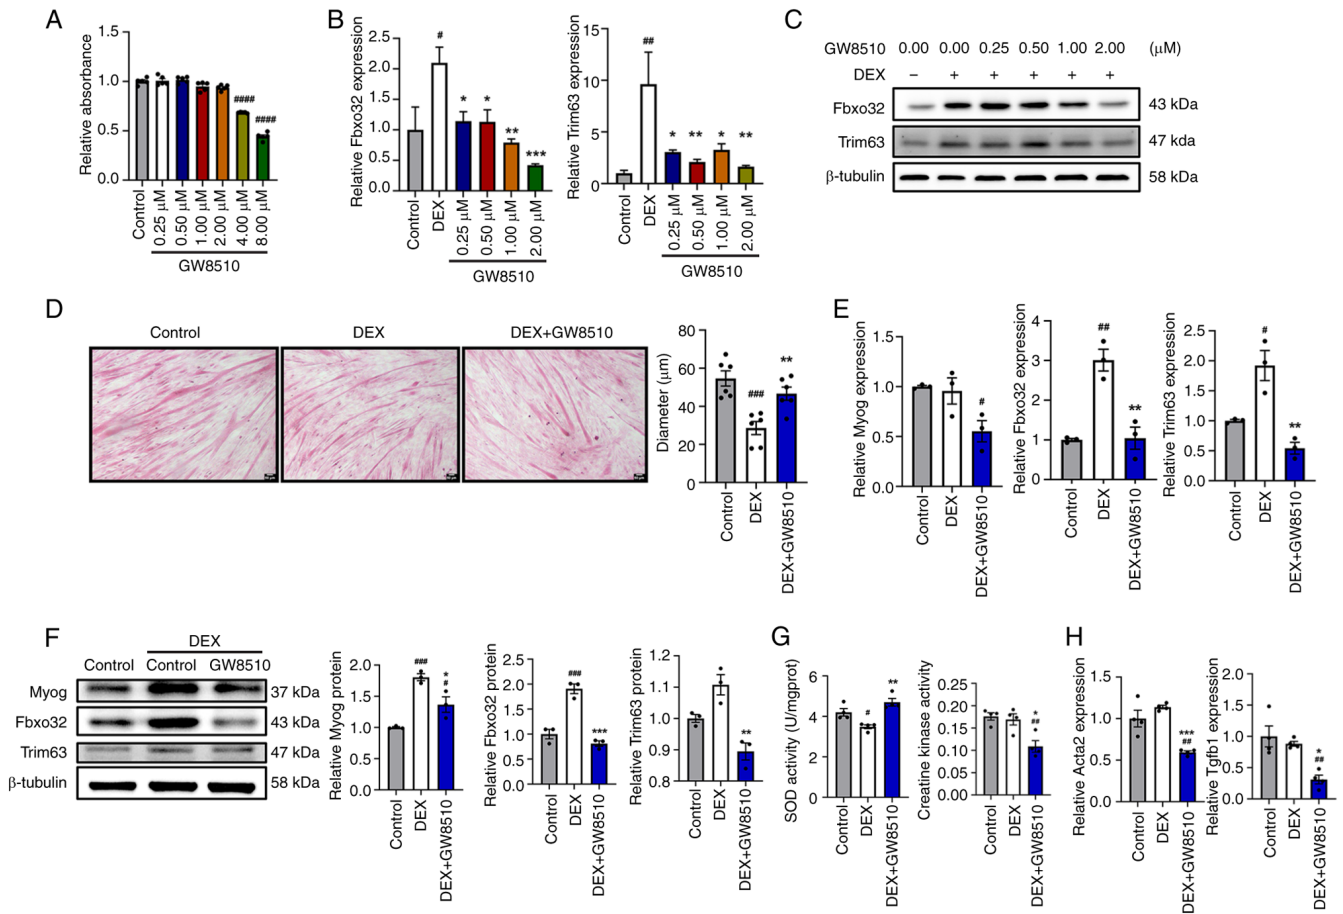 A
Relative absorbance
1.5
1.0
0.5
0.0
####
####
Control
0.25 µM
0.50 µM
1.00 µM
2.00 µM
4.00 µM
8.00 µM
GW8510
B
Relative Fbxo32 expression
2.5
2.0
1.5
1.0
0.5
0.0
#
*
*
**
***
Control
DEX
0.25 µM
0.50 µM
1.00 µM
2.00 µM
GW8510
Relative Trim63 expression
15
10
5
0
##
*
**
*
**
Control
DEX
0.25 µM
0.50 µM
1.00 µM
2.00 µM
GW8510
C
GW8510 0.00 0.00 0.25 0.50 1.00 2.00 (µM)
DEX − + + + + +
Fbxo32 43 kDa
Trim63 47 kda
β-tubulin 58 kDa
D
Control DEX DEX+GW8510
Diameter (µm)
80
60
40
20
0
###
**
Control
DEX
DEX+GW8510
E
Relative Myog expression
1.5
1.0
0.5
0.0
#
Control
DEX
DEX+GW8510
Relative Fbxo32 expression
4
3
2
1
0
##
**
Control
DEX
DEX+GW8510
Relative Trim63 expression
2.5
2.0
1.5
1.0
0.5
0.0
#
**
Control
DEX
DEX+GW8510
F
DEX
Control Control GW8510
Myog 37 kDa
Fbxo32 43 kDa
Trim63 47 kDa
β-tubulin 58 kDa
Relative Myog protein
2.0
1.5
1.0
0.5
0.0
###
*
#
Control
DEX
DEX+GW8510
Relative Fbxo32 protein
2.5
2.0
1.5
1.0
0.5
0.0
###
***
Control
DEX
DEX+GW8510
Relative Trim63 protein
1.2
1.1
1.0
0.9
0.8
**
Control
DEX
DEX+GW8510
G
SOD activity (U/mgprot)
8
6
4
2
0
#
**
Control
DEX
DEX+GW8510
Creatine kinase activity
0.25
0.20
0.15
0.10
0.05
0.00
*
##
Control
DEX
DEX+GW8510
H
Relative Acta2 expression
1.5
1.0
0.5
0.0
***
##
Control
DEX
DEX+GW8510
Relative Tgfb1 expression
2.0
1.5
1.0
0.5
0.0
*
##
Control
DEX
DEX+GW8510